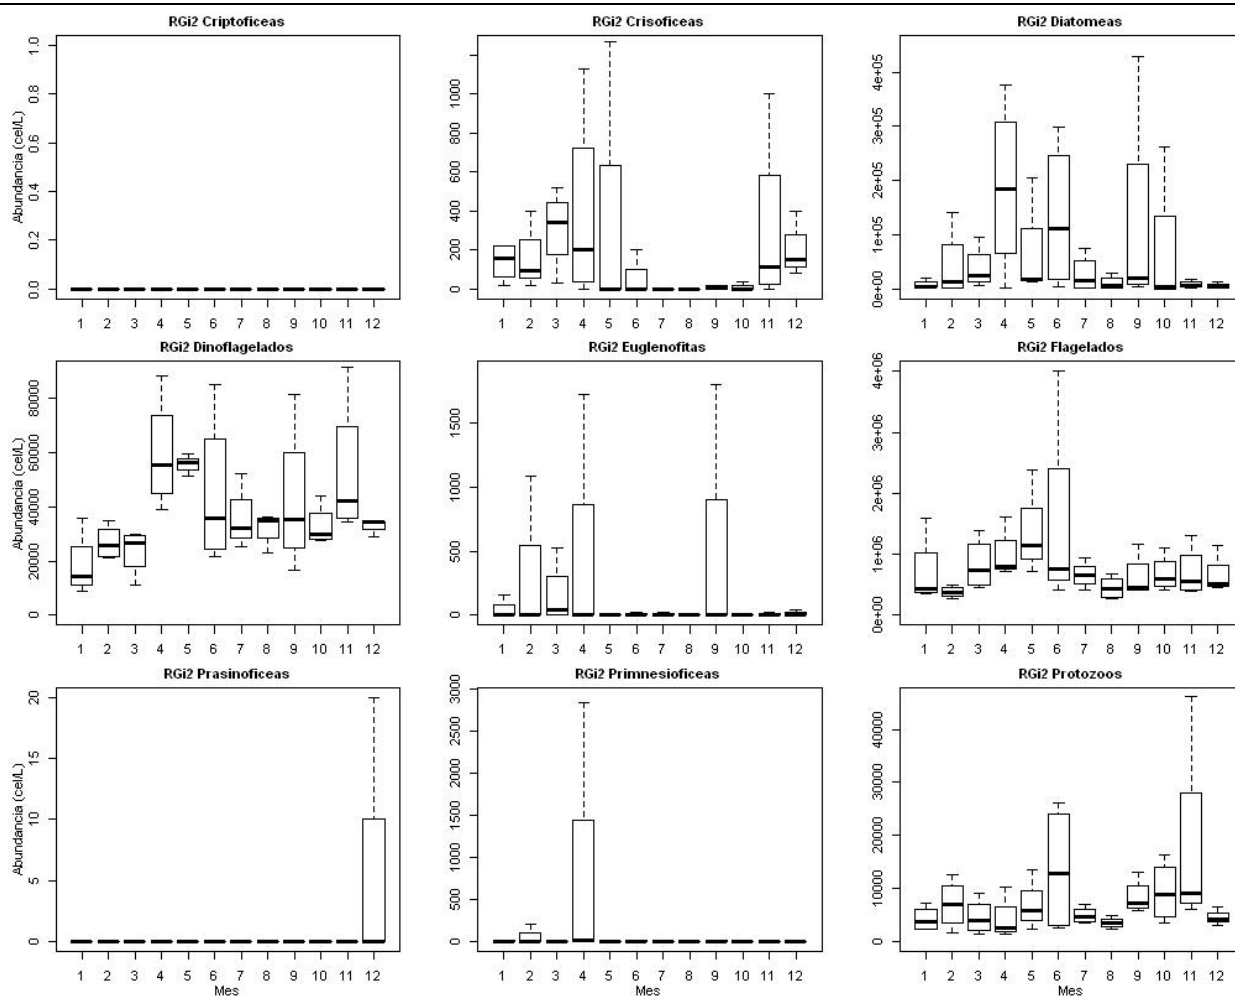 RGi2 Criptoficeas
Abundancia (cel/L)
1.0
0.8
0.6
0.4
0.2
0.0
1 2 3 4 5 6 7 8 9 10 11 12
RGi2 Crisoficeas
1000
800
600
400
200
0
1 2 3 4 5 6 7 8 9 10 11 12
RGi2 Diatomeas
4e+05
3e+05
2e+05
1e+05
0e+00
1 2 3 4 5 6 7 8 9 10 11 12
RGi2 Dinoflagelados
Abundancia (cel/L)
80000
60000
40000
20000
0
1 2 3 4 5 6 7 8 9 10 11 12
RGi2 Euglenofitas
1500
1000
500
0
1 2 3 4 5 6 7 8 9 10 11 12
RGi2 Flagelados
4e+06
3e+06
2e+06
1e+06
0e+00
1 2 3 4 5 6 7 8 9 10 11 12
RGi2 Prasinoficeas
Abundancia (cel/L)
20
15
10
5
0
1 2 3 4 5 6 7 8 9 10 11 12
Mes
RGi2 Primnesioficeas
3000
2500
2000
1500
1000
500
0
1 2 3 4 5 6 7 8 9 10 11 12
Mes
RGi2 Protozoos
40000
30000
20000
10000
0
1 2 3 4 5 6 7 8 9 10 11 12
Mes